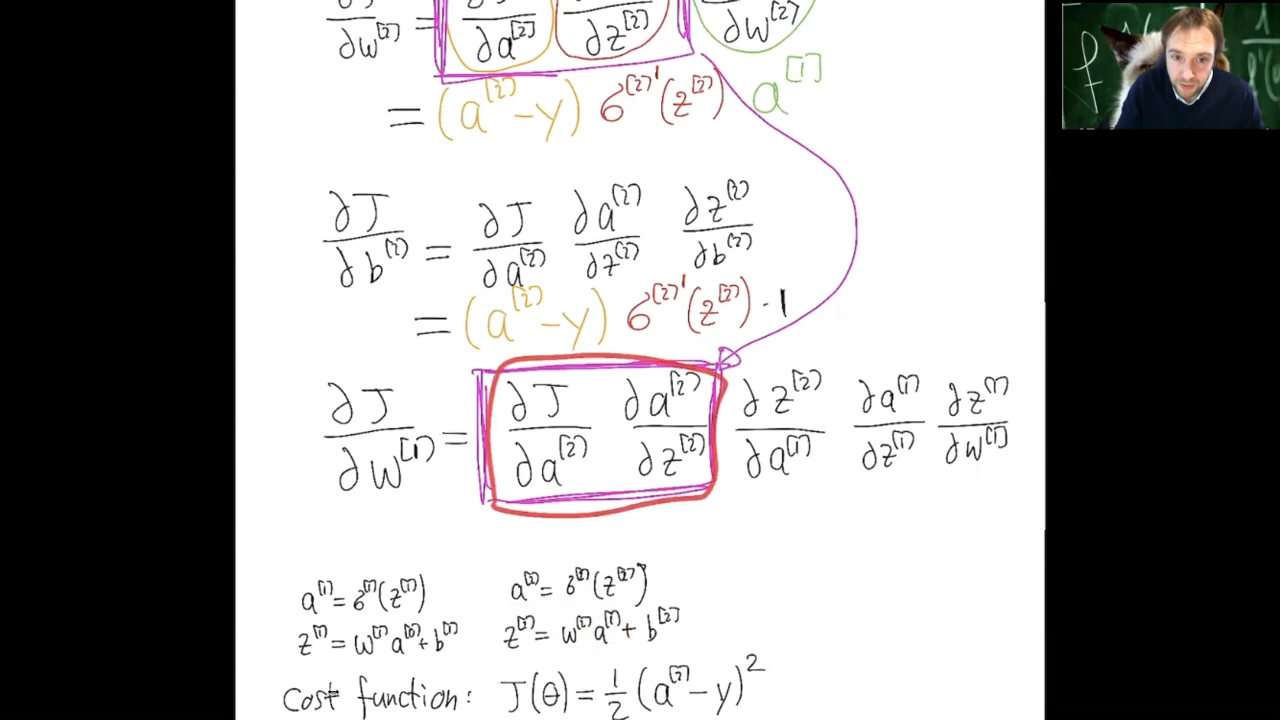 ∂J/∂w^[2] = ∂J/∂a^[2] ∂a^[2]/∂z^[2] ∂z^[2]/∂w^[2]
= (a^[2] - y) σ^[2]'(z^[2]) a^[1]
∂J/∂b^[2] = ∂J/∂a^[2] ∂a^[2]/∂z^[2] ∂z^[2]/∂b^[2]
= (a^[2] - y) σ^[2]'(z^[2]) · 1
∂J/∂w^[1] = ∂J/∂a^[2] ∂a^[2]/∂z^[2] ∂z^[2]/∂a^[1] ∂a^[1]/∂z^[1] ∂z^[1]/∂w^[1]
a^[1] = σ^[1](z^[1]) a^[2] = σ^[2](z^[2])
z^[1] = w^[1] a^[0] + b^[1] z^[2] = w^[2] a^[1] + b^[2]
Cost function: J(θ) = 1/2 (a^[2] - y)^2